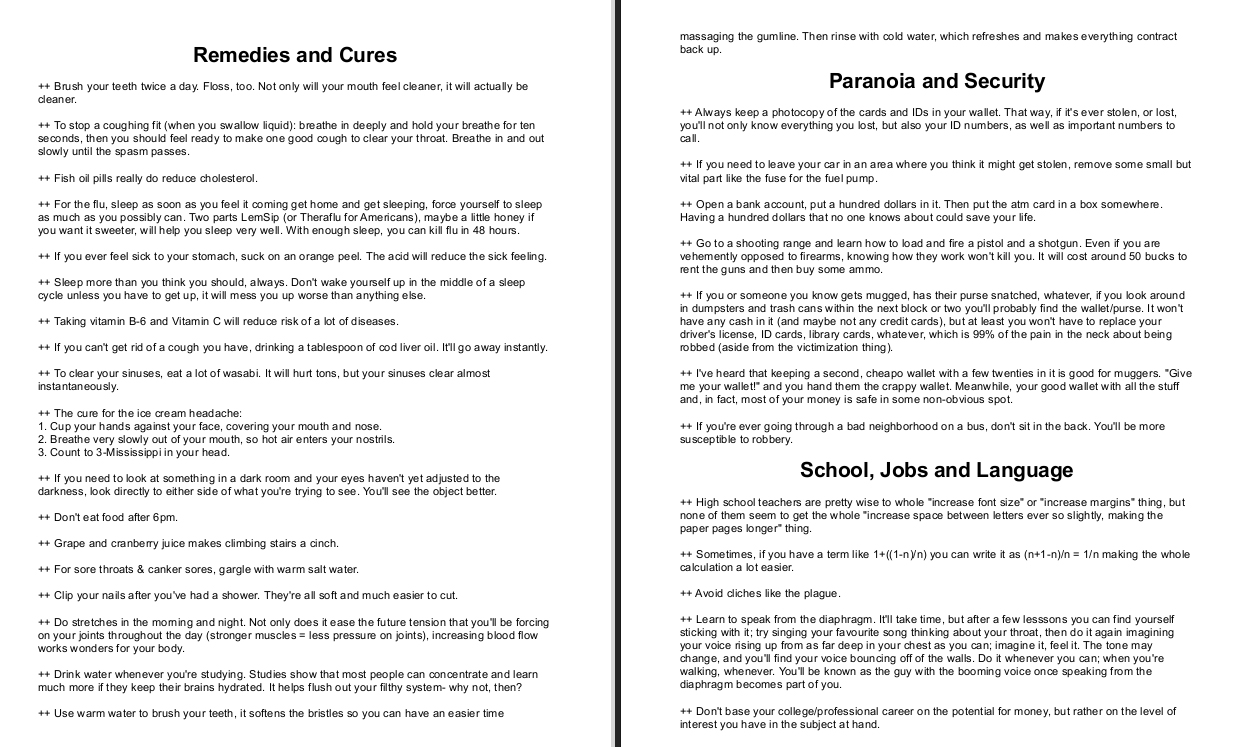 Remedies and Cures
++ Brush your teeth twice a day. Floss, too. Not only will your mouth feel cleaner, it will actually be
cleaner.
++ To stop a coughing fit (when you swallow liquid): breathe in deeply and hold your breathe for ten
seconds, then you should feel ready to make one good cough to clear your throat. Breathe in and out
slowly until the spasm passes.
++ Fish oil pills really do reduce cholesterol.
++ For the flu, sleep as soon as you feel it coming get home and get sleeping, force yourself to sleep
as much as you possibly can. Two parts LemSip (or Theraflu for Americans), maybe a little honey if
you want it sweeter, will help you sleep very well. With enough sleep, you can kill flu in 48 hours.
++ If you ever feel sick to your stomach, suck on an orange peel. The acid will reduce the sick feeling.
++ Sleep more than you think you should, always. Don't wake yourself up in the middle of a sleep
cycle unless you have to get up, it will mess you up worse than anything else.
++ Taking vitamin B-6 and Vitamin C will reduce risk of a lot of diseases.
++ If you can't get rid of a cough you have, drinking a tablespoon of cod liver oil. It'll go away instantly.
++ To clear your sinuses, eat a lot of wasabi. It will hurt tons, but your sinuses clear almost
instantaneously.
++ The cure for the ice cream headache:
1. Cup your hands against your face, covering your mouth and nose.
2. Breathe very slowly out of your mouth, so hot air enters your nostrils.
3. Count to 3-Mississippi in your head.
++ If you need to look at something in a dark room and your eyes haven't yet adjusted to the
darkness, look directly to either side of what you're trying to see. You'll see the object better.
++ Don't eat food after 6pm.
++ Grape and cranberry juice makes climbing stairs a cinch.
++ For sore throats & canker sores, gargle with warm salt water.
++ Clip your nails after you've had a shower. They're all soft and much easier to cut.
++ Do stretches in the morning and night. Not only does it ease the future tension that you'll be forcing
on your joints throughout the day (stronger muscles = less pressure on joints), increasing blood flow
works wonders for your body.
++ Drink water whenever you're studying. Studies show that most people can concentrate and learn
much more if they keep their brains hydrated. It helps flush out your filthy system- why not, then?
++ Use warm water to brush your teeth, it softens the bristles so you can have an easier time
massaging the gumline. Then rinse with cold water, which refreshes and makes everything contract
back up.
Paranoia and Security
++ Always keep a photocopy of the cards and IDs in your wallet. That way, if it's ever stolen, or lost,
you'll not only know everything you lost, but also your ID numbers, as well as important numbers to
call.
++ If you need to leave your car in an area where you think it might get stolen, remove some small but
vital part like the fuse for the fuel pump.
++ Open a bank account, put a hundred dollars in it. Then put the atm card in a box somewhere.
Having a hundred dollars that no one knows about could save your life.
++ Go to a shooting range and learn how to load and fire a pistol and a shotgun. Even if you are
vehemently opposed to firearms, knowing how they work won't kill you. It will cost around 50 bucks to
rent the guns and then buy some ammo.
++ If you or someone you know gets mugged, has their purse snatched, whatever, if you look around
in dumpsters and trash cans within the next block or two you'll probably find the wallet/purse. It won't
have any cash in it (and maybe not any credit cards), but at least you won't have to replace your
driver's license, ID cards, library cards, whatever, which is 99% of the pain in the neck about being
robbed (aside from the victimization thing).
++ I've heard that keeping a second, cheapo wallet with a few twenties in it is good for muggers. "Give
me your wallet!" and you hand them the crappy wallet. Meanwhile, your good wallet with all the stuff
and, in fact, most of your money is safe in some non-obvious spot.
++ If you're ever going through a bad neighborhood on a bus, don't sit in the back. You'll be more
susceptible to robbery.
School, Jobs and Language
++ High school teachers are pretty wise to whole "increase font size" or "increase margins" thing, but
none of them seem to get the whole "increase space between letters ever so slightly, making the
paper pages longer" thing.
++ Sometimes, if you have a term like 1+((1-n)/n) you can write it as (n+1-n)/n = 1/n making the whole
calculation a lot easier.
++ Avoid cliches like the plague.
++ Learn to speak from the diaphragm. It'll take time, but after a few lesssons you can find yourself
sticking with it; try singing your favourite song thinking about your throat, then do it again imagining
your voice rising up from as far deep in your chest as you can; imagine it, feel it. The tone may
change, and you'll find your voice bouncing off of the walls. Do it whenever you can; when you're
walking, whenever. You'll be known as the guy with the booming voice once speaking from the
diaphragm becomes part of you.
++ Don't base your college/professional career on the potential for money, but rather on the level of
interest you have in the subject at hand.